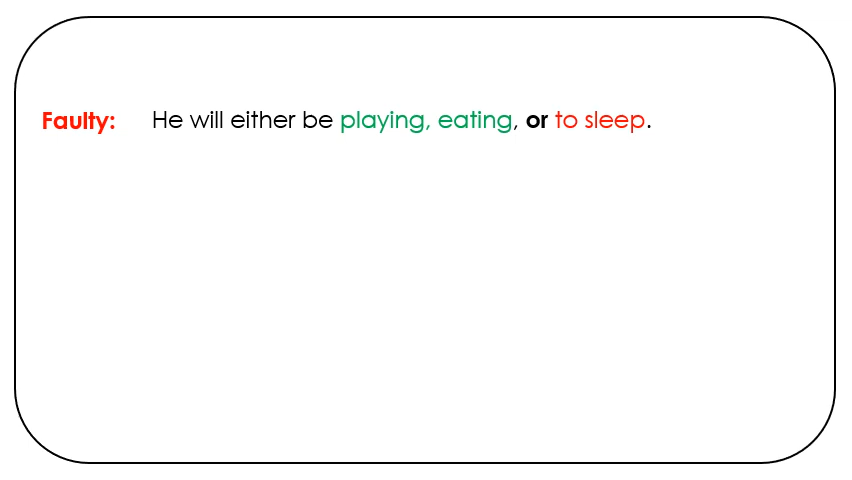 Faulty: He will either be playing, eating, or to sleep.